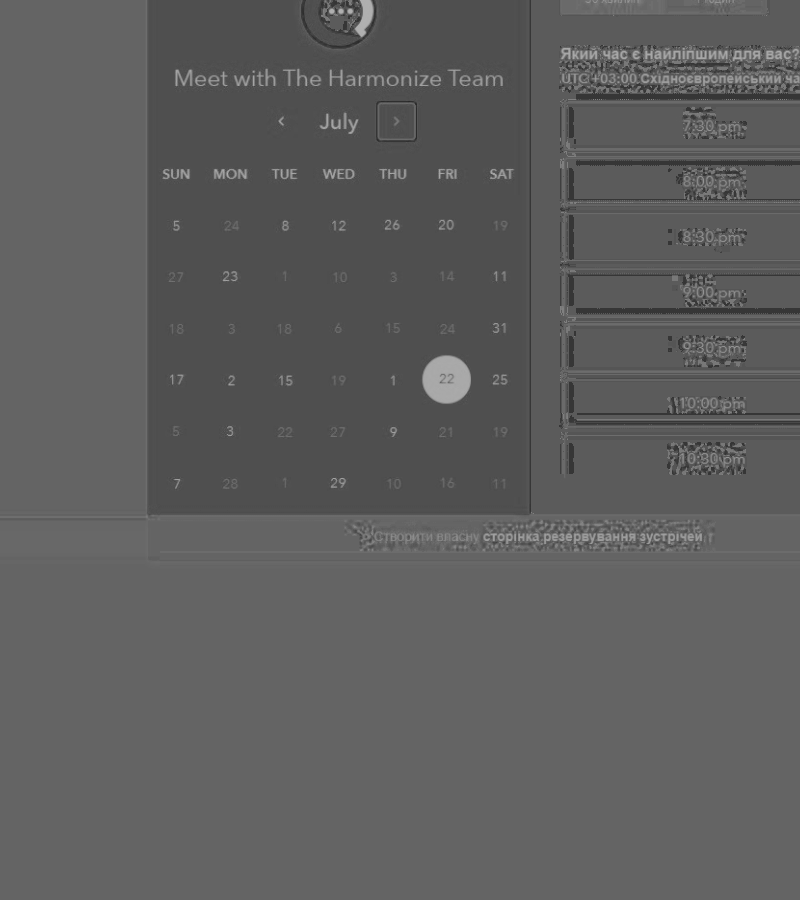 Meet with The Harmonize Team
‹ July ›
SUN MON TUE WED THU FRI SAT
5 24 8 12 26 20 19
27 23 1 10 3 14 11
18 3 18 6 15 24 31
17 2 15 19 1 22 25
5 3 22 27 9 21 19
7 28 1 29 10 16 11
Який час є найліпшим для вас?
UTC +03:00 Східноєвропейський
7:30 pm
8:00 pm
8:30 pm
9:00 pm
9:30 pm
10:00 pm
10:30 pm
Створити власну сторінка резервування зустрічей